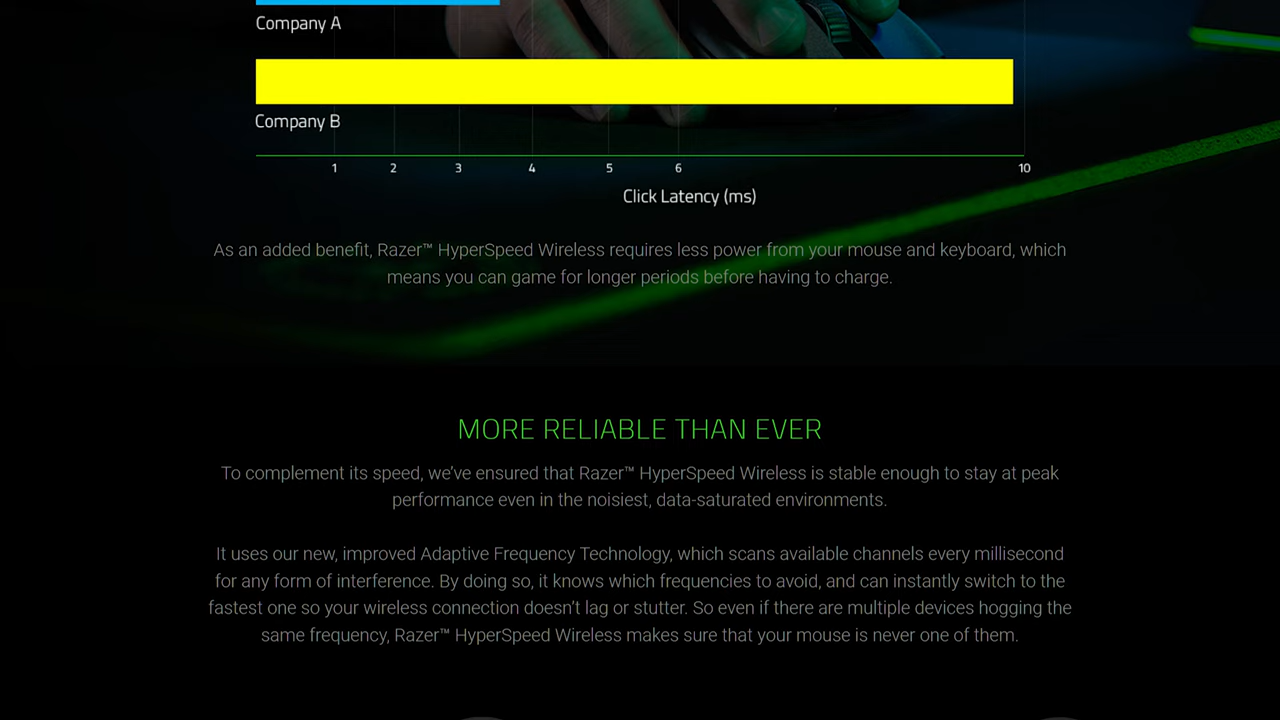 Company A
Company B
1 2 3 4 5 6 10
Click Latency (ms)
As an added benefit, Razer™ HyperSpeed Wireless requires less power from your mouse and keyboard, which
means you can game for longer periods before having to charge.
MORE RELIABLE THAN EVER
To complement its speed, we’ve ensured that Razer™ HyperSpeed Wireless is stable enough to stay at peak
performance even in the noisiest, data-saturated environments.
It uses our new, improved Adaptive Frequency Technology, which scans available channels every millisecond
for any form of interference. By doing so, it knows which frequencies to avoid, and can instantly switch to the
fastest one so your wireless connection doesn’t lag or stutter. So even if there are multiple devices hogging the
same frequency, Razer™ HyperSpeed Wireless makes sure that your mouse is never one of them.